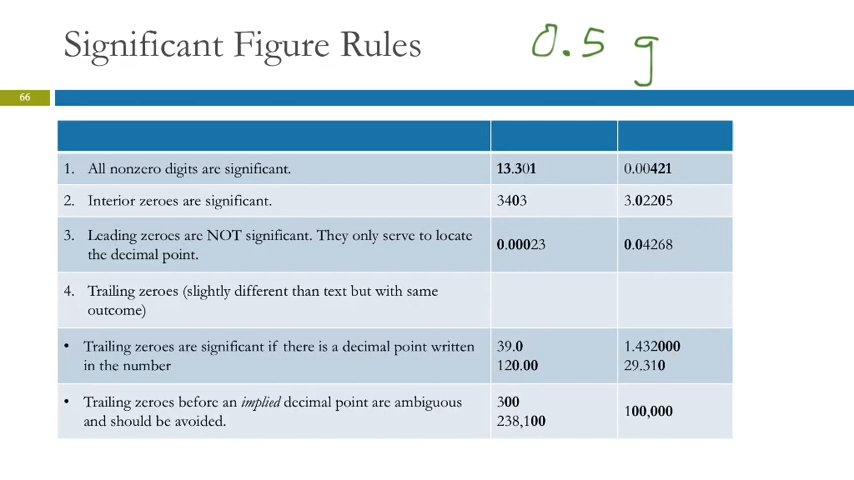 Significant Figure Rules
0.5 g
66
1. All nonzero digits are significant. 13.301 0.00421
2. Interior zeroes are significant. 3403 3.02205
3. Leading zeroes are NOT significant. They only serve to locate
the decimal point. 0.00023 0.04268
4. Trailing zeroes (slightly different than text but with same
outcome)
• Trailing zeroes are significant if there is a decimal point written
in the number
39.0
120.00
1.432000
29.310
• Trailing zeroes before an implied decimal point are ambiguous
and should be avoided.
300
238,100
100,000